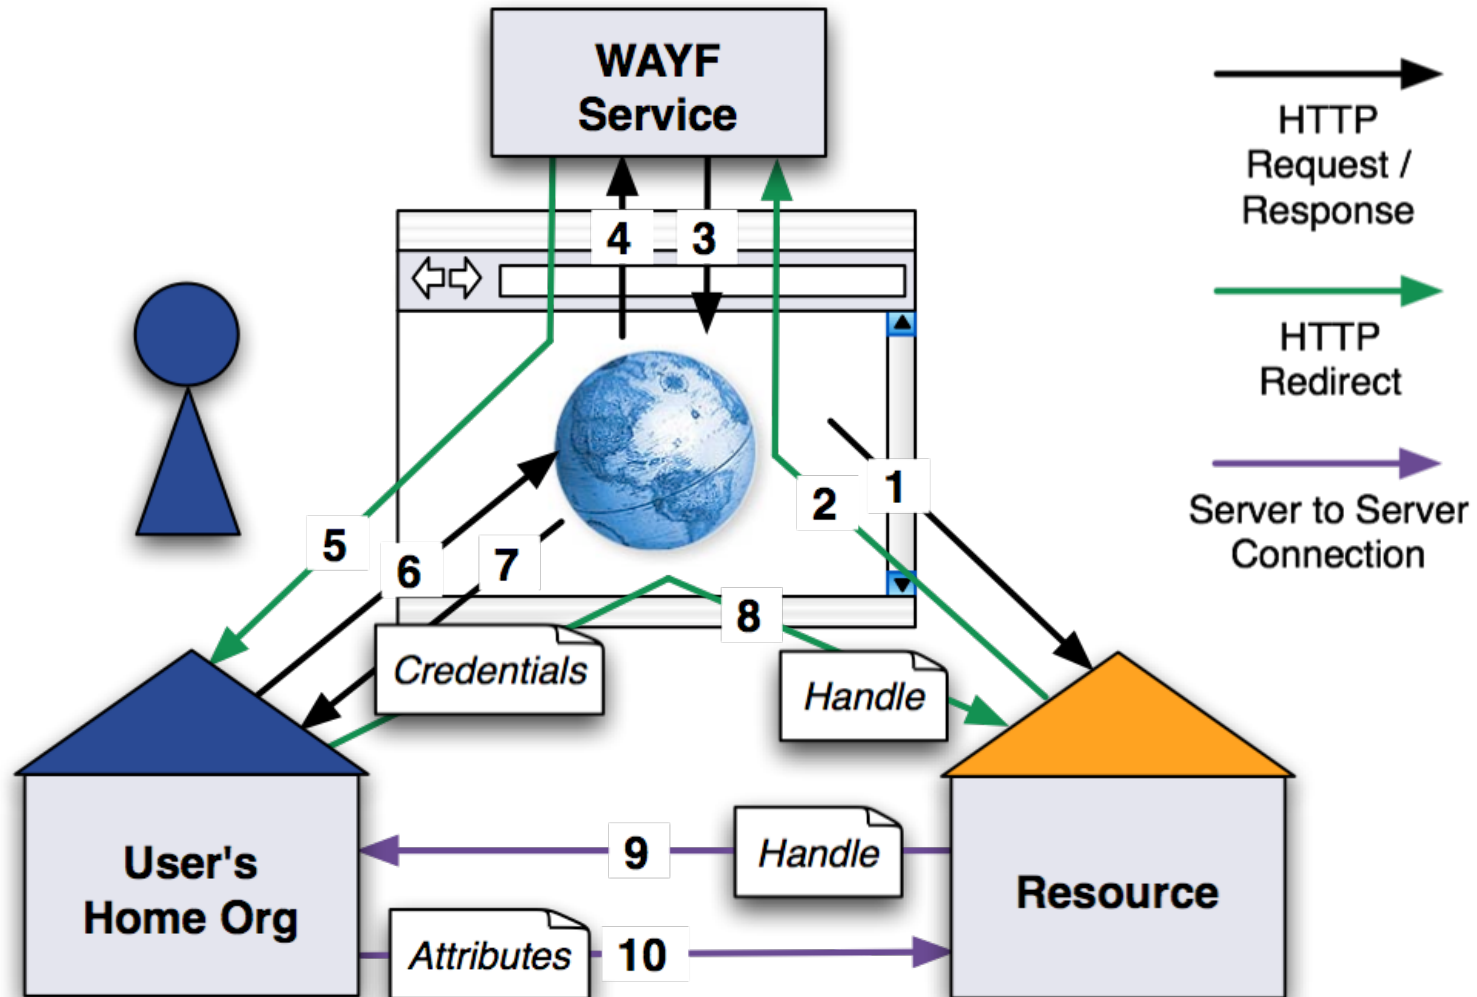 WAYF
Service
HTTP
Request /
Response
4
3
HTTP
Redirect
1
2
Server to Server
Connection
5
6
7
8
Credentials
Handle
9
Handle
User's
Home Org
Resource
Attributes
10